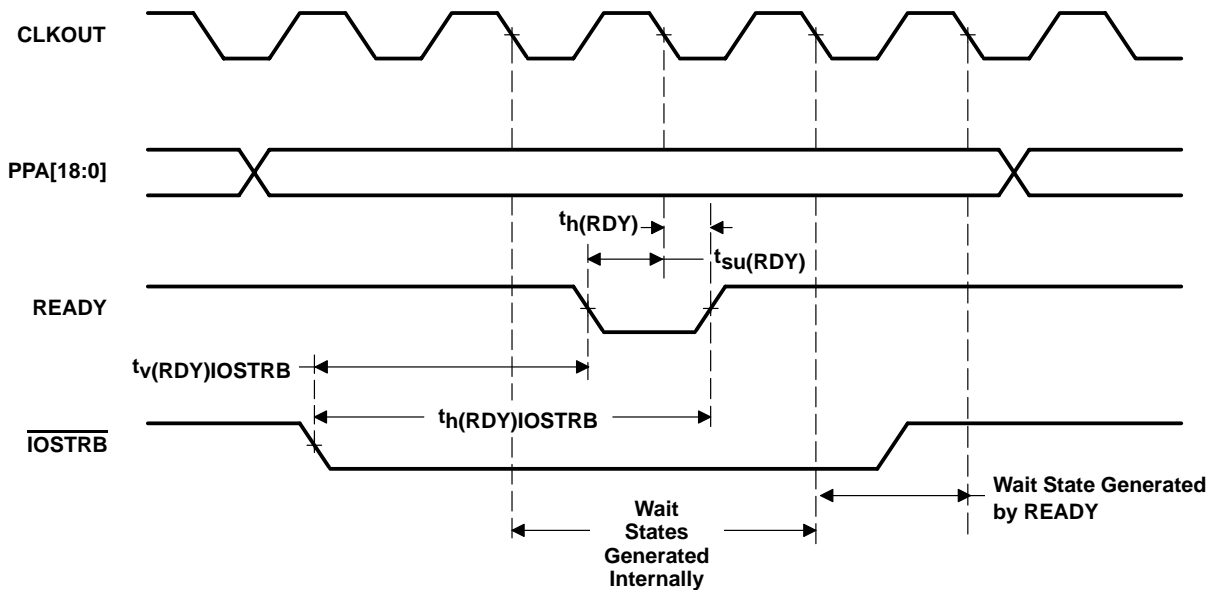 CLKOUT
PPA[18:0]
th(RDY)
tsu(RDY)
READY
tv(RDY)IOSTRB
th(RDY)IOSTRB
IOSTRB
Wait
States
Generated
Internally
Wait State Generated
by READY